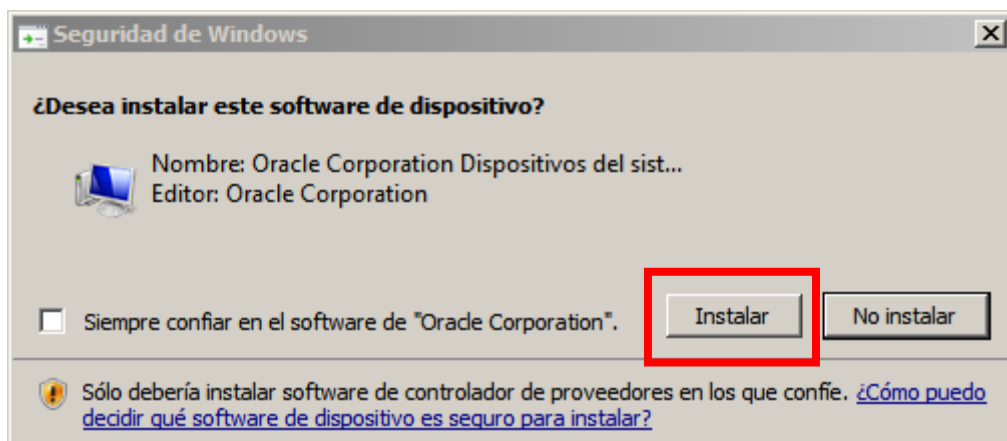 Seguridad de Windows
¿Desea instalar este software de dispositivo?
Nombre: Oracle Corporation Dispositivos del sist...
Editor: Oracle Corporation
Siempre confiar en el software de "Oracle Corporation".
Instalar
No instalar
Sólo debería instalar software de controlador de proveedores en los que confíe. ¿Cómo puedo
decidir qué software de dispositivo es seguro para instalar?